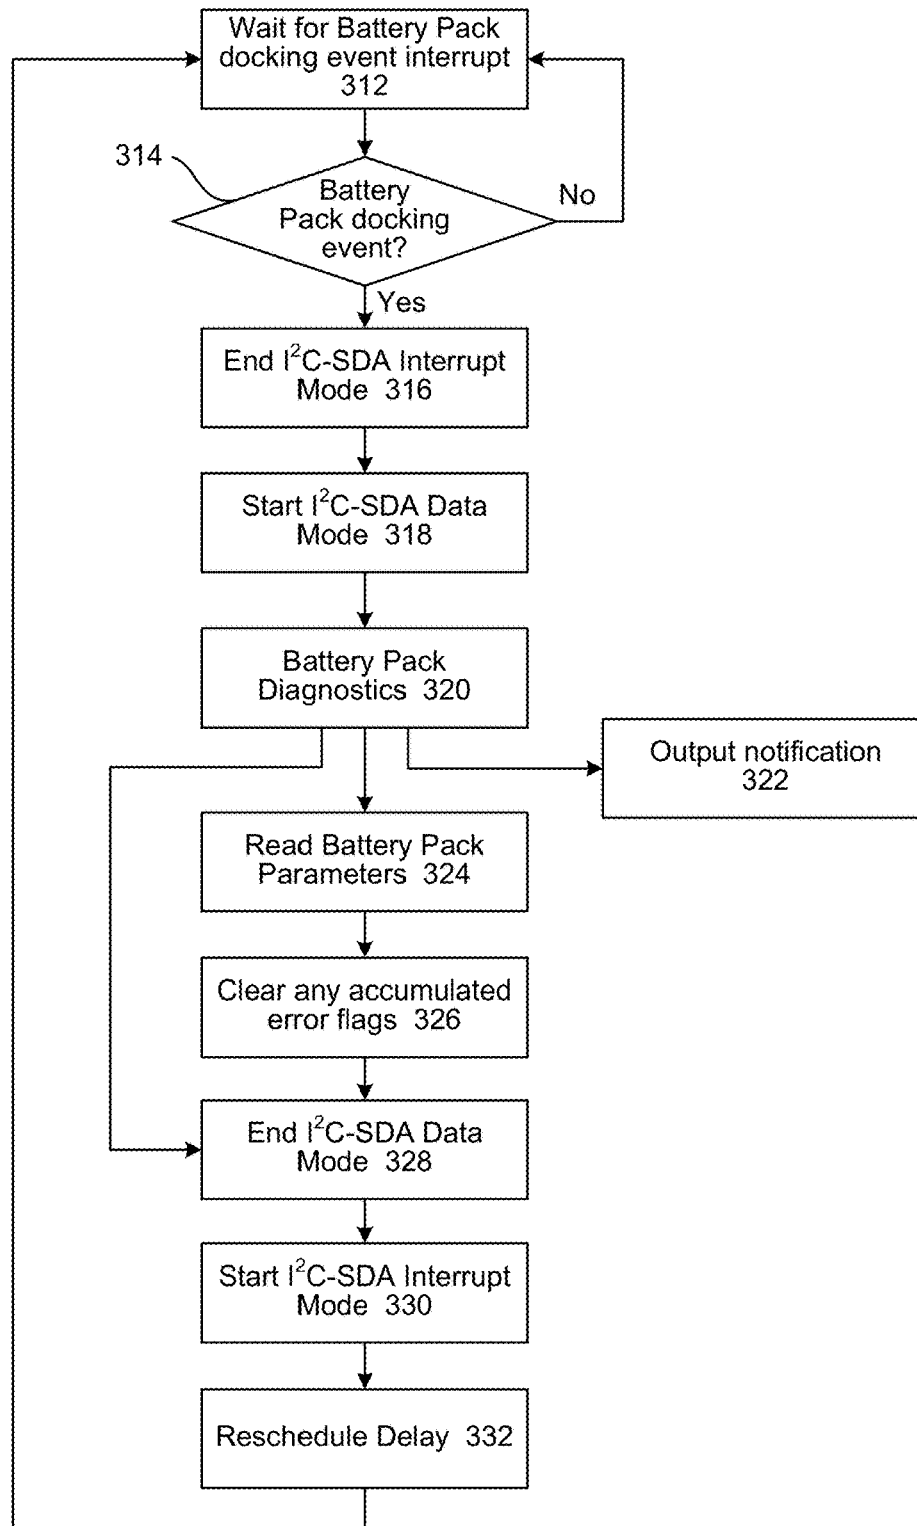 Wait for Battery Pack
docking event interrupt
312
314
Battery
Pack docking
event?
No
Yes
End I²C-SDA Interrupt
Mode 316
Start I²C-SDA Data
Mode 318
Battery Pack
Diagnostics 320
Output notification
322
Read Battery Pack
Parameters 324
Clear any accumulated
error flags 326
End I²C-SDA Data
Mode 328
Start I²C-SDA Interrupt
Mode 330
Reschedule Delay 332